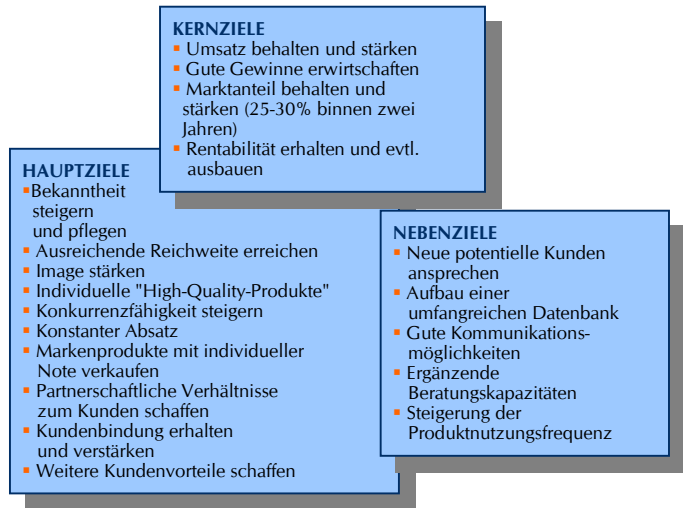 KERNZIELE
▪ Umsatz behalten und stärken
▪ Gute Gewinne erwirtschaften
▪ Marktanteil behalten und
stärken (25-30% binnen zwei
Jahren)
▪ Rentabilität erhalten und evtl.
ausbauen
HAUPTZIELE
▪Bekanntheit
steigern
und pflegen
▪ Ausreichende Reichweite erreichen
▪ Image stärken
▪ Individuelle "High-Quality-Produkte"
▪ Konkurrenzfähigkeit steigern
▪ Konstanter Absatz
▪ Markenprodukte mit individueller
Note verkaufen
▪ Partnerschaftliche Verhältnisse
zum Kunden schaffen
▪ Kundenbindung erhalten
und verstärken
▪ Weitere Kundenvorteile schaffen
NEBENZIELE
▪ Neue potentielle Kunden
ansprechen
▪ Aufbau einer
umfangreichen Datenbank
▪ Gute Kommunikations-
möglichkeiten
▪ Ergänzende
Beratungskapazitäten
▪ Steigerung der
Produktnutzungsfrequenz